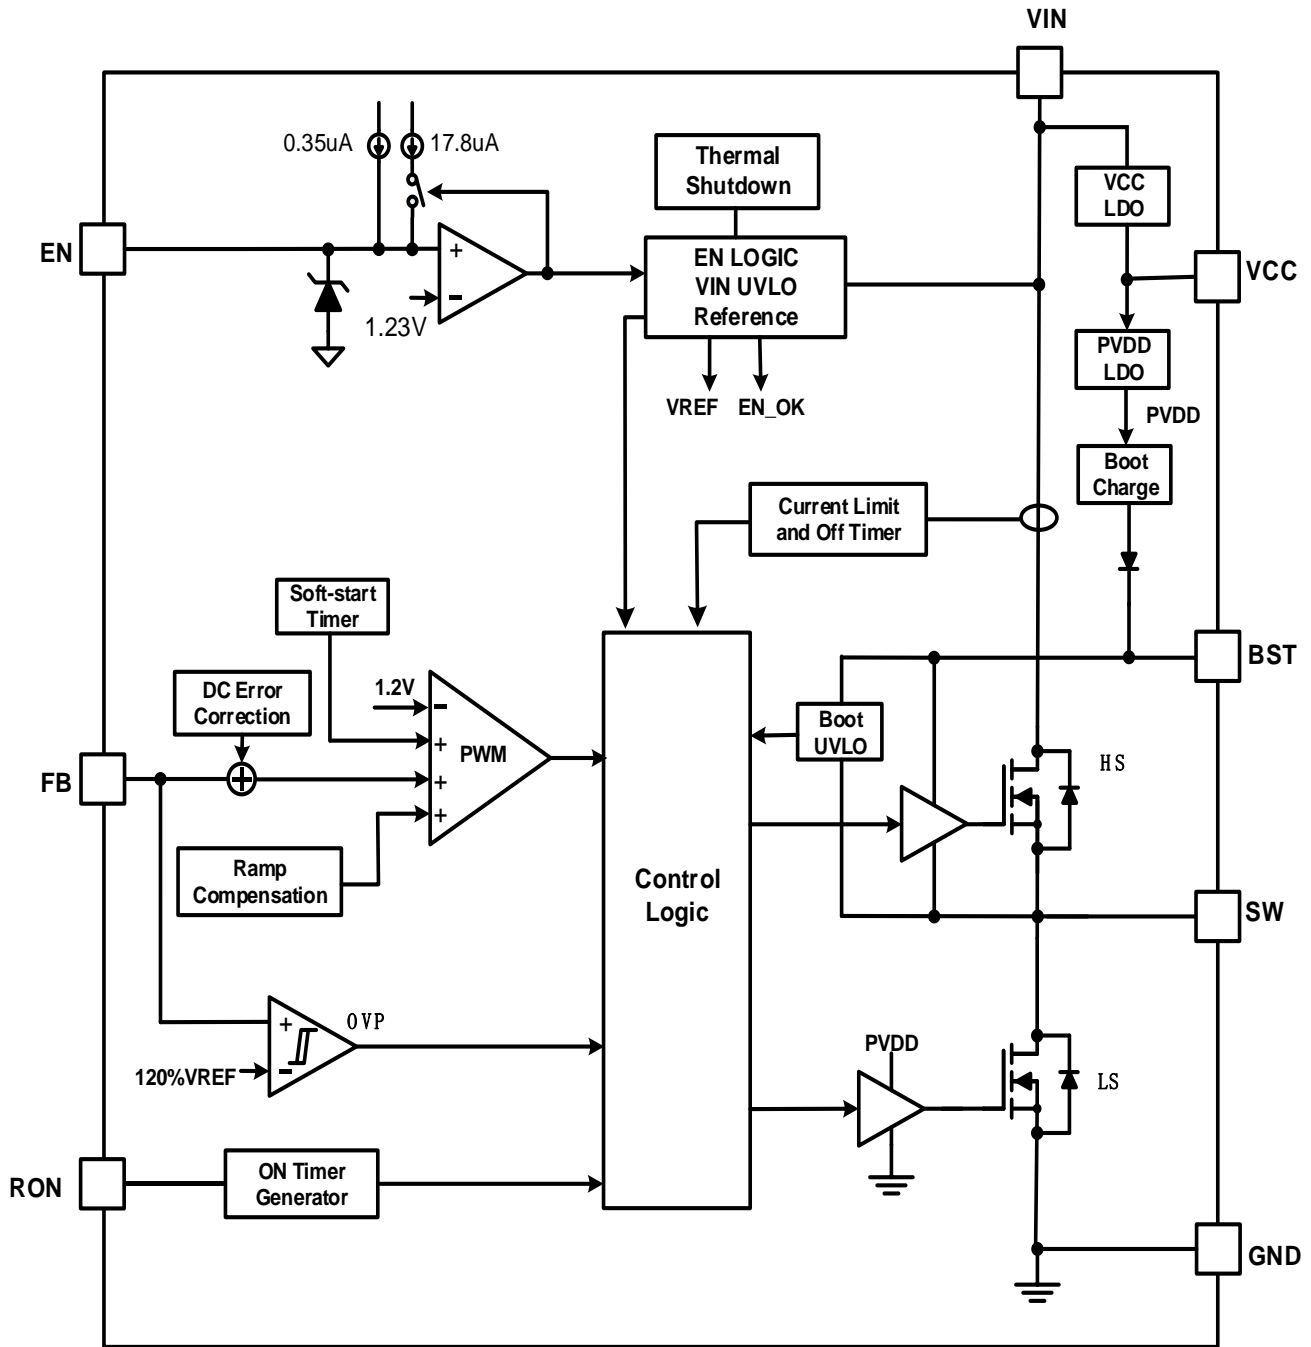 VIN
0.35uA
17.8uA
Thermal
Shutdown
VCC
LDO
EN
+
-
1.23V
EN LOGIC
VIN UVLO
Reference
VCC
PVDD
LDO
VREF
EN_OK
PVDD
Boot
Charge
Current Limit
and Off Timer
Soft-start
Timer
BST
DC Error
Correction
1.2V
-
+
+
+
PWM
Boot
UVLO
FB
HS
Ramp
Compensation
Control
Logic
SW
+
-
OVP
120%VREF
PVDD
LS
RON
ON Timer
Generator
GND